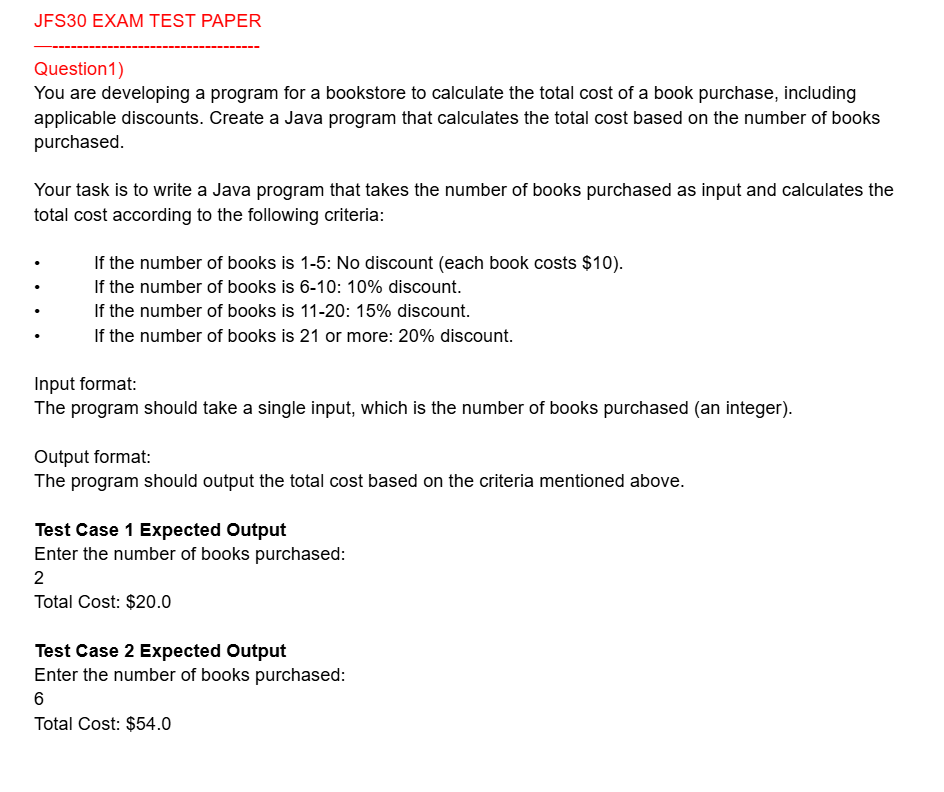 JFS30 EXAM TEST PAPER
—----------------------------------
Question1)
You are developing a program for a bookstore to calculate the total cost of a book purchase, including
applicable discounts. Create a Java program that calculates the total cost based on the number of books
purchased.
Your task is to write a Java program that takes the number of books purchased as input and calculates the
total cost according to the following criteria:
• If the number of books is 1-5: No discount (each book costs $10).
• If the number of books is 6-10: 10% discount.
• If the number of books is 11-20: 15% discount.
• If the number of books is 21 or more: 20% discount.
Input format:
The program should take a single input, which is the number of books purchased (an integer).
Output format:
The program should output the total cost based on the criteria mentioned above.
Test Case 1 Expected Output
Enter the number of books purchased:
2
Total Cost: $20.0
Test Case 2 Expected Output
Enter the number of books purchased:
6
Total Cost: $54.0